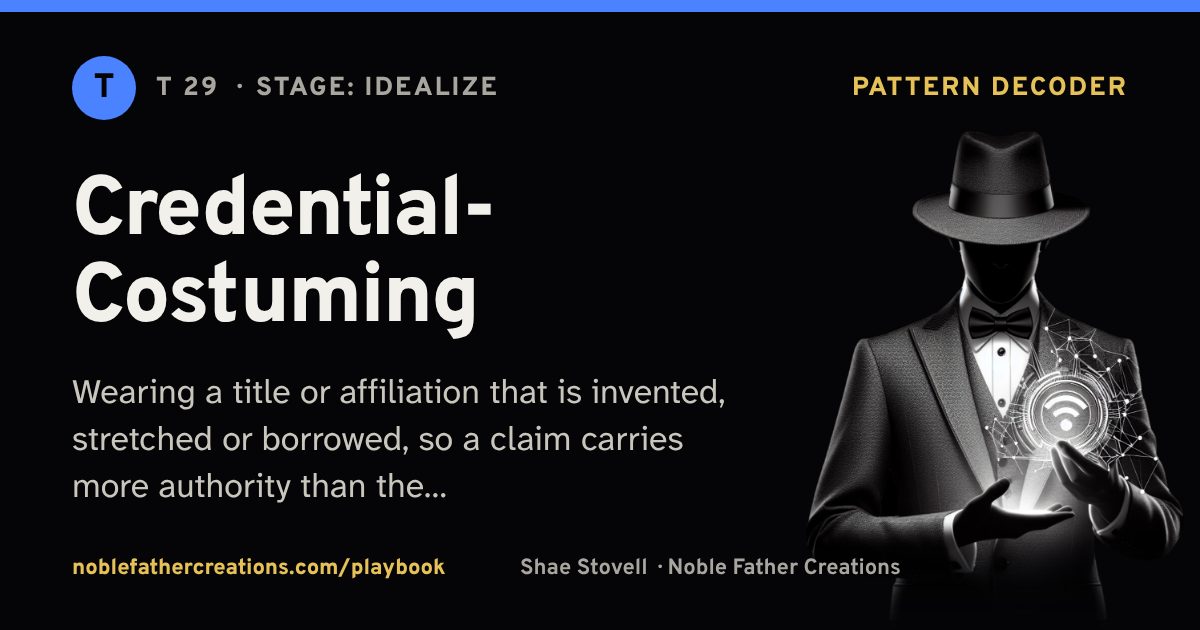 T
T 29 · STAGE: IDEALIZE
PATTERN DECODER
Credential-
Costuming
Wearing a title or affiliation that is invented,
stretched or borrowed, so a claim carries
more authority than the...
noblefathercreations.com/playbook
Shae Stovell · Noble Father Creations